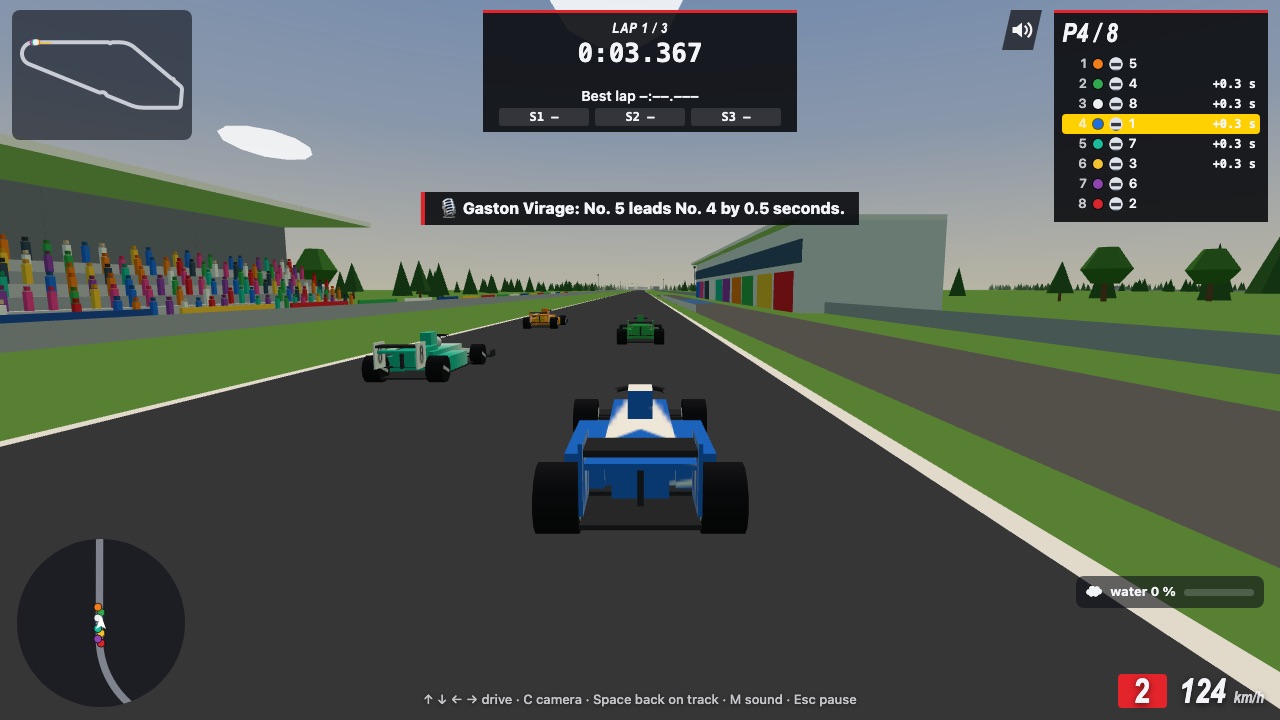 LAP 1 / 3
0:03.367
Best lap –:––.–––
S1 – S2 – S3 –
P4 / 8
1 5
2 4 +0.3 s
3 8 +0.3 s
4 1 +0.3 s
5 7 +0.3 s
6 3 +0.3 s
7 6
8 2
Gaston Virage: No. 5 leads No. 4 by 0.5 seconds.
water 0 %
↑ ↓ ← → drive · C camera · Space back on track · M sound · Esc pause
2 124 km/h